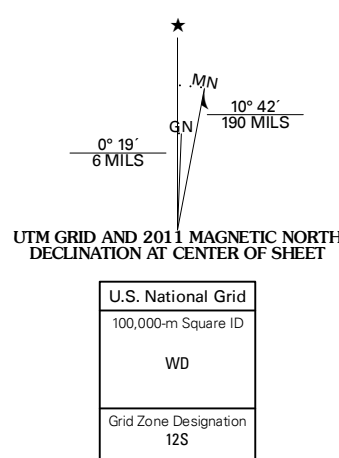 ★
MN
GN
10° 42´
190 MILS
0° 19´
6 MILS
UTM GRID AND 2011 MAGNETIC NORTH
DECLINATION AT CENTER OF SHEET
U.S. National Grid
100,000-m Square ID
WD
Grid Zone Designation
12S